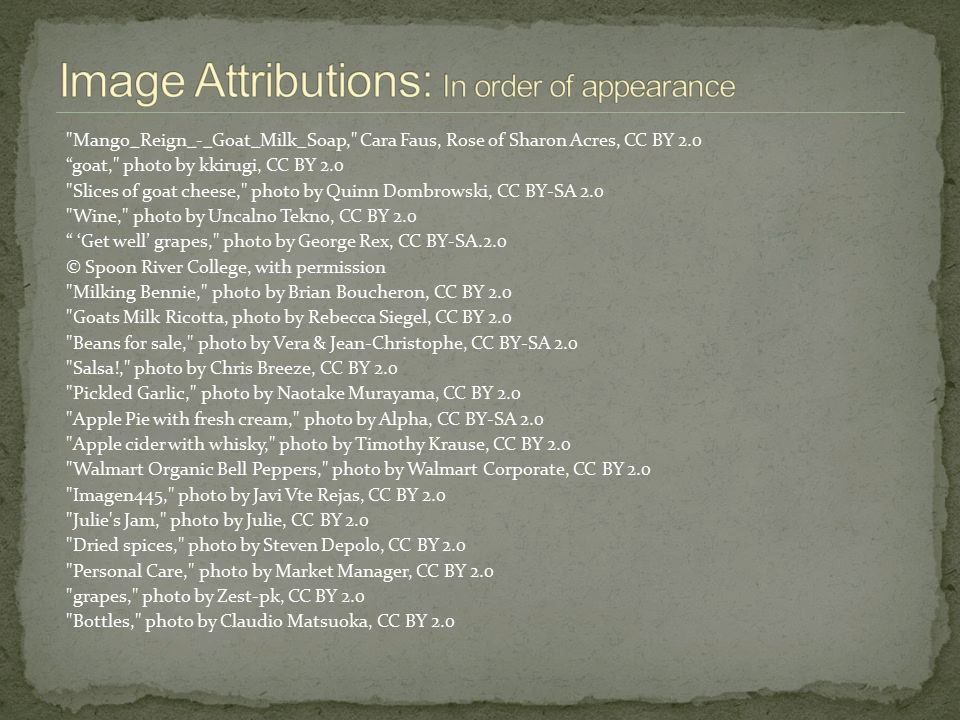 Image Attributions: In order of appearance
"Mango_Reign_-_Goat_Milk_Soap," Cara Faus, Rose of Sharon Acres, CC BY 2.0
“goat," photo by kkirugi, CC BY 2.0
"Slices of goat cheese," photo by Quinn Dombrowski, CC BY-SA 2.0
"Wine," photo by Uncalno Tekno, CC BY 2.0
“ ‘Get well’ grapes," photo by George Rex, CC BY-SA.2.0
© Spoon River College, with permission
"Milking Bennie," photo by Brian Boucheron, CC BY 2.0
"Goats Milk Ricotta, photo by Rebecca Siegel, CC BY 2.0
"Beans for sale," photo by Vera & Jean-Christophe, CC BY-SA 2.0
"Salsa!," photo by Chris Breeze, CC BY 2.0
"Pickled Garlic," photo by Naotake Murayama, CC BY 2.0
"Apple Pie with fresh cream," photo by Alpha, CC BY-SA 2.0
"Apple cider with whisky," photo by Timothy Krause, CC BY 2.0
"Walmart Organic Bell Peppers," photo by Walmart Corporate, CC BY 2.0
"Imagen445," photo by Javi Vte Rejas, CC BY 2.0
"Julie's Jam," photo by Julie, CC BY 2.0
"Dried spices," photo by Steven Depolo, CC BY 2.0
"Personal Care," photo by Market Manager, CC BY 2.0
"grapes," photo by Zest-pk, CC BY 2.0
"Bottles," photo by Claudio Matsuoka, CC BY 2.0